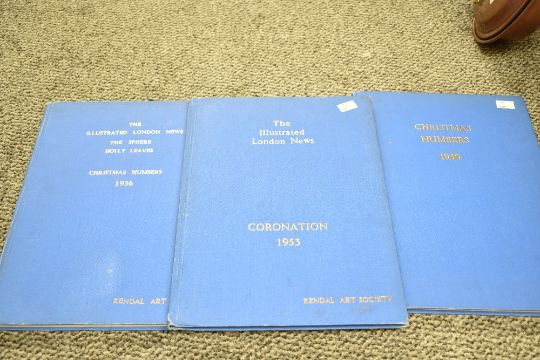 THE
ILLUSTRATED LONDON NEWS
THE SPHERE
HOLLY LEAVES
CHRISTMAS NUMBERS
1956
KENDAL ART
The
Illustrated
London News
CORONATION
1953
KENDAL ART SOCIETY
CHRISTMAS
NUMBERS
1959